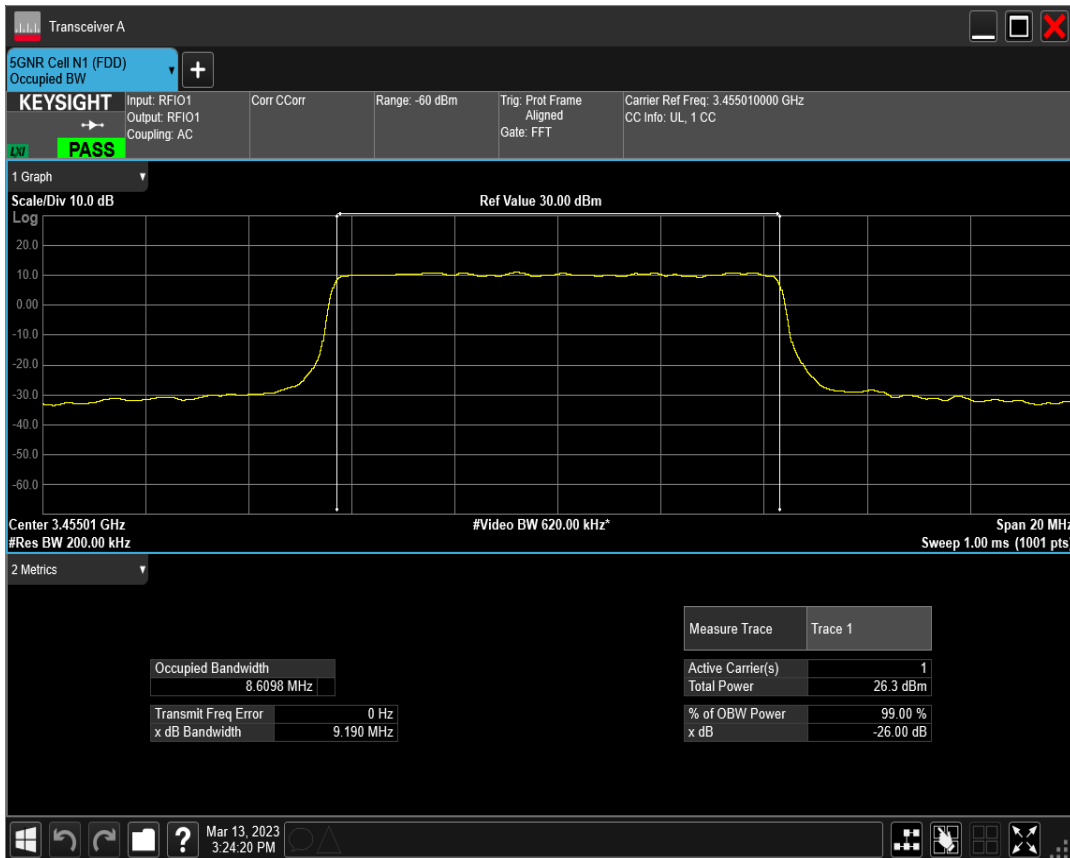 Transceiver A
5GNR Cell N1 (FDD)
Occupied BW
+
KEYSIGHT
LXI
PASS
Input: RFIO1
Output: RFIO1
Coupling: AC
Corr CCorr
Range: -60 dBm
Trig: Prot Frame
Aligned
Gate: FFT
Carrier Ref Freq: 3.455010000 GHz
CC Info: UL, 1 CC
1 Graph
Scale/Div 10.0 dB
Ref Value 30.00 dBm
Log
20.0
10.0
0.00
-10.0
-20.0
-30.0
-40.0
-50.0
-60.0
Center 3.45501 GHz
#Video BW 620.00 kHz*
Span 20 MHz
#Res BW 200.00 kHz
Sweep 1.00 ms (1001 pts)
2 Metrics
Measure Trace
Trace 1
Occupied Bandwidth
8.6098 MHz
Active Carrier(s)
1
Total Power
26.3 dBm
Transmit Freq Error
0 Hz
x dB Bandwidth
9.190 MHz
% of OBW Power
99.00 %
x dB
-26.00 dB
?
Mar 13, 2023
3:24:20 PM